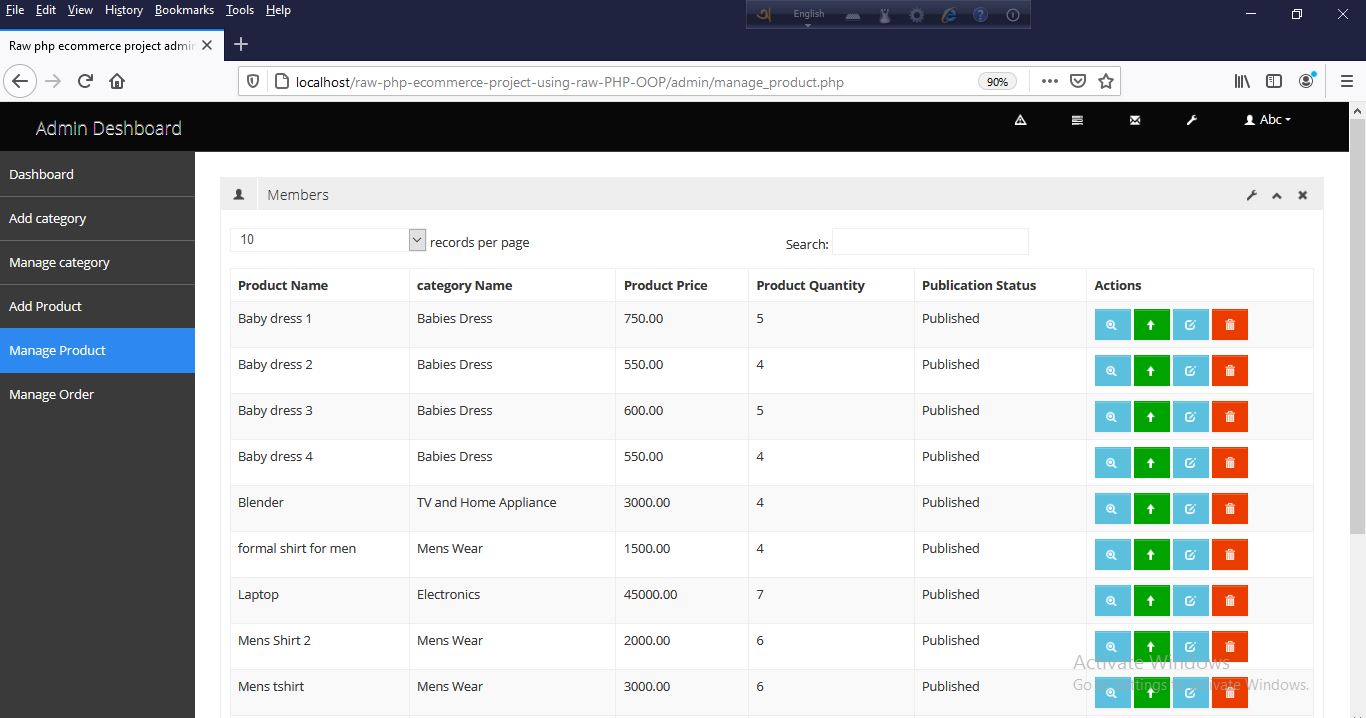 File Edit View History Bookmarks Tools Help
English
Raw php ecommerce project admi
localhost/raw-php-ecommerce-project-using-raw-PHP-OOP/admin/manage_product.php 90%
Admin Deshboard Abc
Dashboard
Add category
Manage category
Add Product
Manage Product
Manage Order
Members
10 records per page Search:
Product Name category Name Product Price Product Quantity Publication Status Actions
Baby dress 1 Babies Dress 750.00 5 Published
Baby dress 2 Babies Dress 550.00 4 Published
Baby dress 3 Babies Dress 600.00 5 Published
Baby dress 4 Babies Dress 550.00 4 Published
Blender TV and Home Appliance 3000.00 4 Published
formal shirt for men Mens Wear 1500.00 4 Published
Laptop Electronics 45000.00 7 Published
Mens Shirt 2 Mens Wear 2000.00 6 Published
Mens tshirt Mens Wear 3000.00 6 Published
Activate Windows
Go Windows.